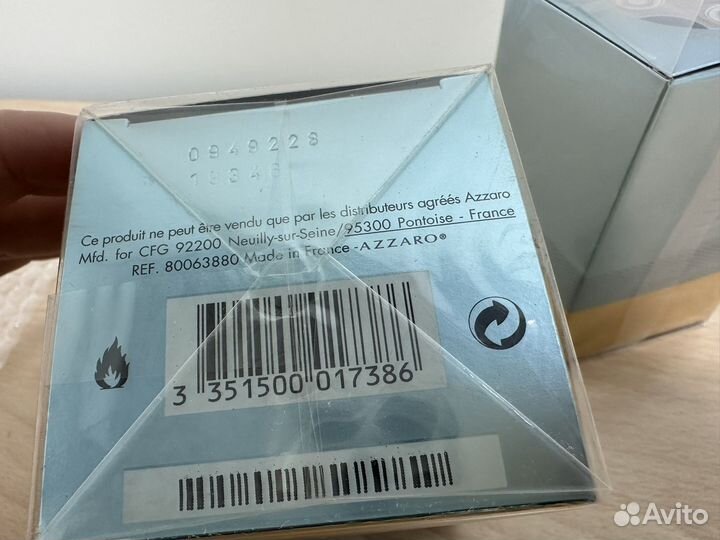 0949228
Ce produit ne peut être vendu que par les distributeurs agréés Azzaro
Mfd. for CFG 92200 Neuilly-sur-Seine/95300 Pontoise - France
REF. 80063880 Made in France - AZZARO®
3 351500 017386
Avito